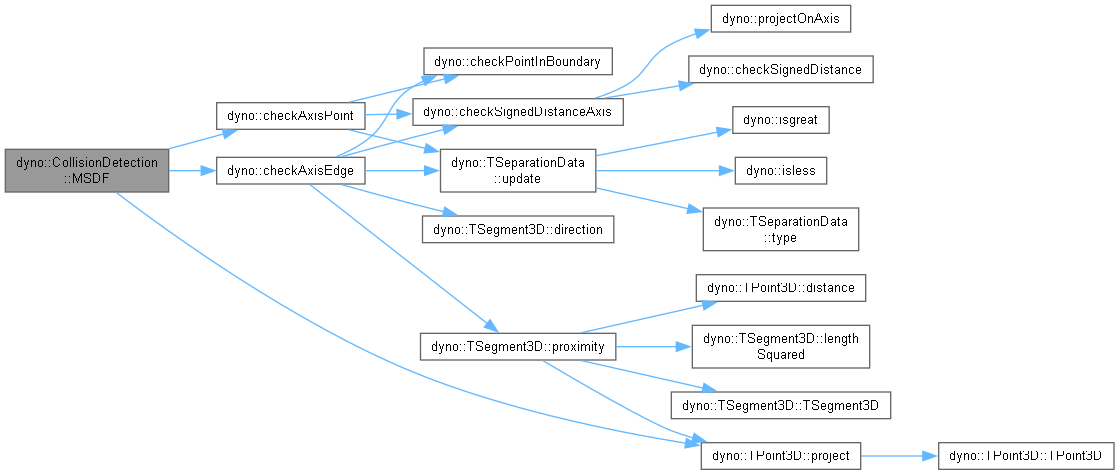 dyno::CollisionDetection
::MSDF
dyno::checkAxisPoint
dyno::checkAxisEdge
dyno::checkPointInBoundary
dyno::checkSignedDistanceAxis
dyno::TSeparationData
::update
dyno::TSegment3D::direction
dyno::TSegment3D::proximity
dyno::projectOnAxis
dyno::checkSignedDistance
dyno::isgreat
dyno::isless
dyno::TSeparationData
::type
dyno::TPoint3D::distance
dyno::TSegment3D::length
Squared
dyno::TSegment3D::TSegment3D
dyno::TPoint3D::project
dyno::TPoint3D::TPoint3D